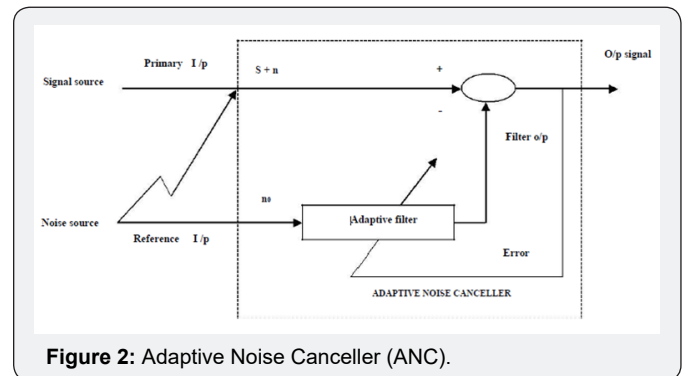 O/p signal
Primary I/p
S + n
+
Signal source
-
Filter o/p
n0
Adaptive filter
Noise source
Reference I/p
Error
ADAPTIVE NOISE CANCELLER
Figure 2: Adaptive Noise Canceller (ANC).